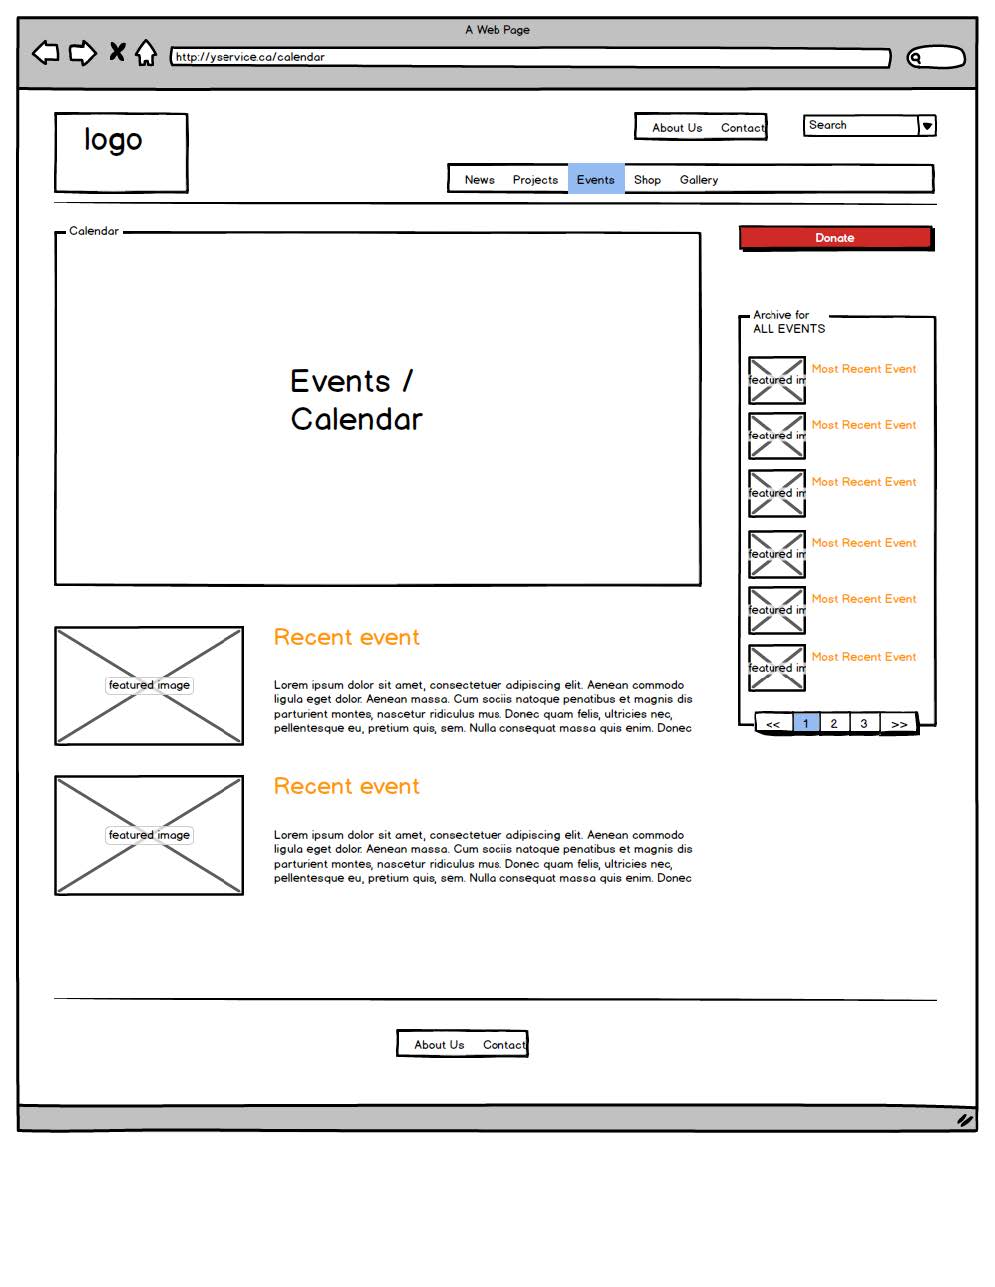 A Web Page
http://yservice.ca/calendar
logo
About Us Contact
Search
News Projects Events Shop Gallery
Calendar
Donate
Events /
Calendar
Archive for
ALL EVENTS
featured im
Most Recent Event
featured im
Most Recent Event
featured im
Most Recent Event
featured im
Most Recent Event
featured im
Most Recent Event
featured im
Most Recent Event
<< 1 2 3 >>
featured image
Recent event
Lorem ipsum dolor sit amet, consectetuer adipiscing elit. Aenean commodo
ligula eget dolor. Aenean massa. Cum sociis natoque penatibus et magnis dis
parturient montes, nascetur ridiculus mus. Donec quam felis, ultricies nec,
pellentesque eu, pretium quis, sem. Nulla consequat massa quis enim. Donec
featured image
Recent event
Lorem ipsum dolor sit amet, consectetuer adipiscing elit. Aenean commodo
ligula eget dolor. Aenean massa. Cum sociis natoque penatibus et magnis dis
parturient montes, nascetur ridiculus mus. Donec quam felis, ultricies nec,
pellentesque eu, pretium quis, sem. Nulla consequat massa quis enim. Donec
About Us Contact